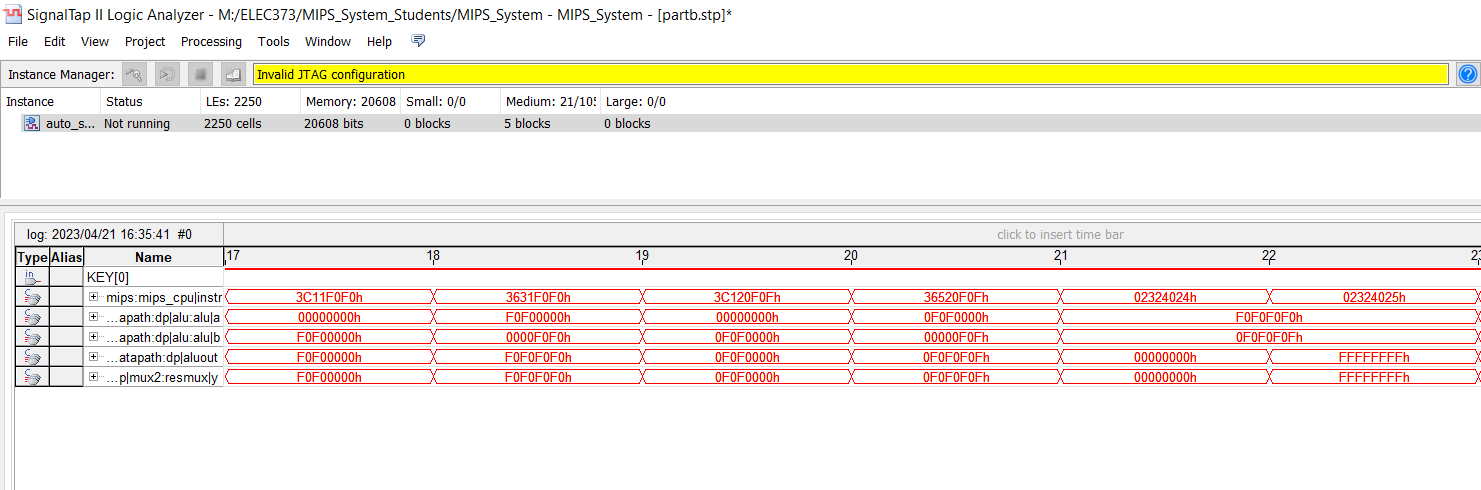 SignalTap II Logic Analyzer - M:/ELEC373/MIPS_System_Students/MIPS_System - MIPS_System - [partb.stp]*
File Edit View Project Processing Tools Window Help
Instance Manager: Invalid JTAG configuration
Instance Status LEs: 2250 Memory: 20608 Small: 0/0 Medium: 21/105 Large: 0/0
auto_s... Not running 2250 cells 20608 bits 0 blocks 5 blocks 0 blocks
log: 2023/04/21 16:35:41 #0 click to insert time bar
Type Alias Name 17 18 19 20 21 22 23
in KEY[0]
mips:mips_cpu|instr 3C11F0F0h 3631F0F0h 3C120F0Fh 36520F0Fh 02324024h 02324025h
...apath:dp|alu:alu|a 00000000h F0F00000h 00000000h 0F0F0000h F0F0F0F0h
...apath:dp|alu:alu|b F0F00000h 0000F0F0h 0F0F0000h 00000F0Fh 0F0F0F0Fh
...atapath:dp|aluout F0F00000h F0F0F0F0h 0F0F0000h 0F0F0F0Fh 00000000h FFFFFFFFh
...p|mux2:resmux|y F0F00000h F0F0F0F0h 0F0F0000h 0F0F0F0Fh 00000000h FFFFFFFFh